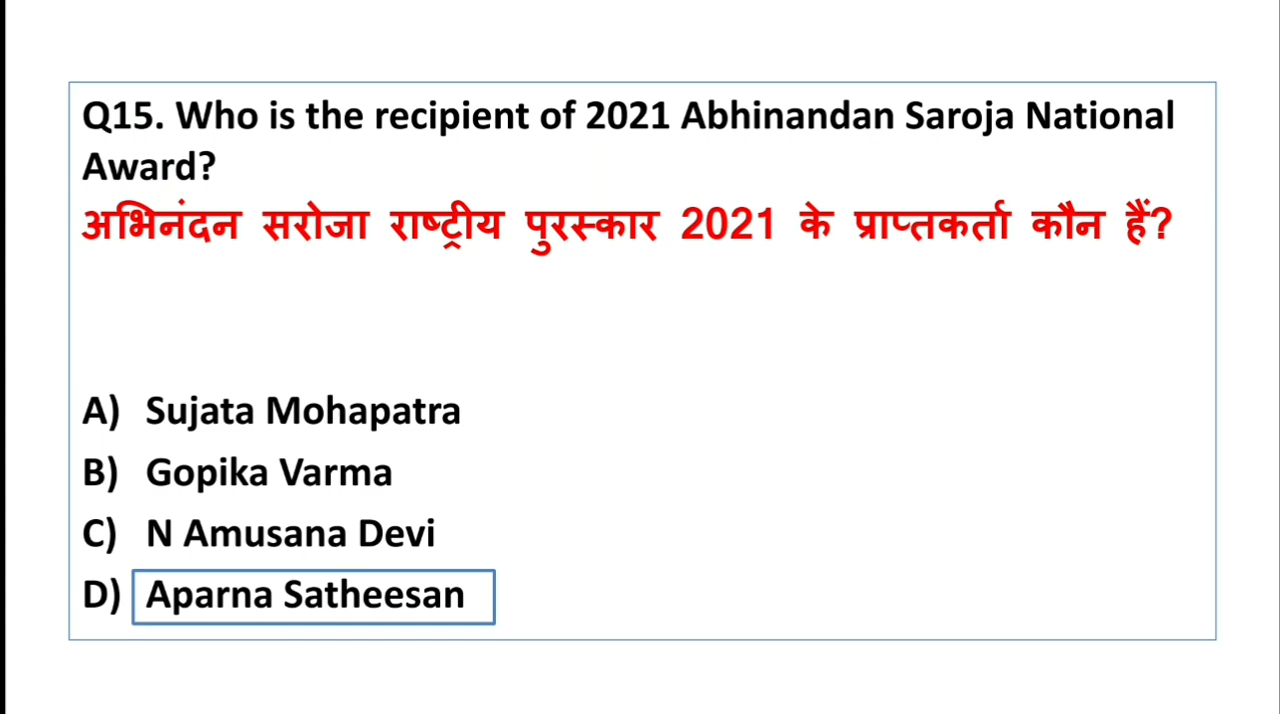 Q15. Who is the recipient of 2021 Abhinandan Saroja National
Award?
अभिनंदन सरोजा राष्ट्रीय पुरस्कार 2021 के प्राप्तकर्ता कौन हैं?
A) Sujata Mohapatra
B) Gopika Varma
C) N Amusana Devi
D) Aparna Satheesan